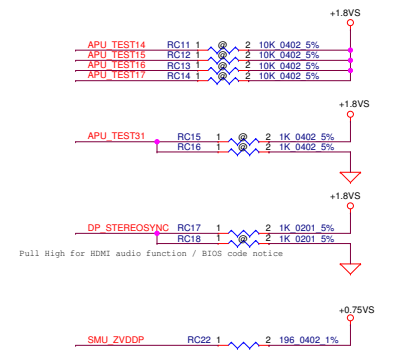 +1.8VS
APU_TEST14 RC11 1 @ 2 10K_0402_5%
APU_TEST15 RC12 1 @ 2 10K_0402_5%
APU_TEST16 RC13 1 @ 2 10K_0402_5%
APU_TEST17 RC14 1 @ 2 10K_0402_5%
+1.8VS
APU_TEST31 RC15 1 @ 2 1K_0402_5%
RC16 1 @ 2 1K_0402_5%
+1.8VS
DP_STEREOSYNC RC17 1 @ 2 1K_0201_5%
RC18 1 @ 2 1K_0201_5%
Pull High for HDMI audio function / BIOS code notice
+0.75VS
SMU_ZVDDP RC22 1 2 196_0402_1%